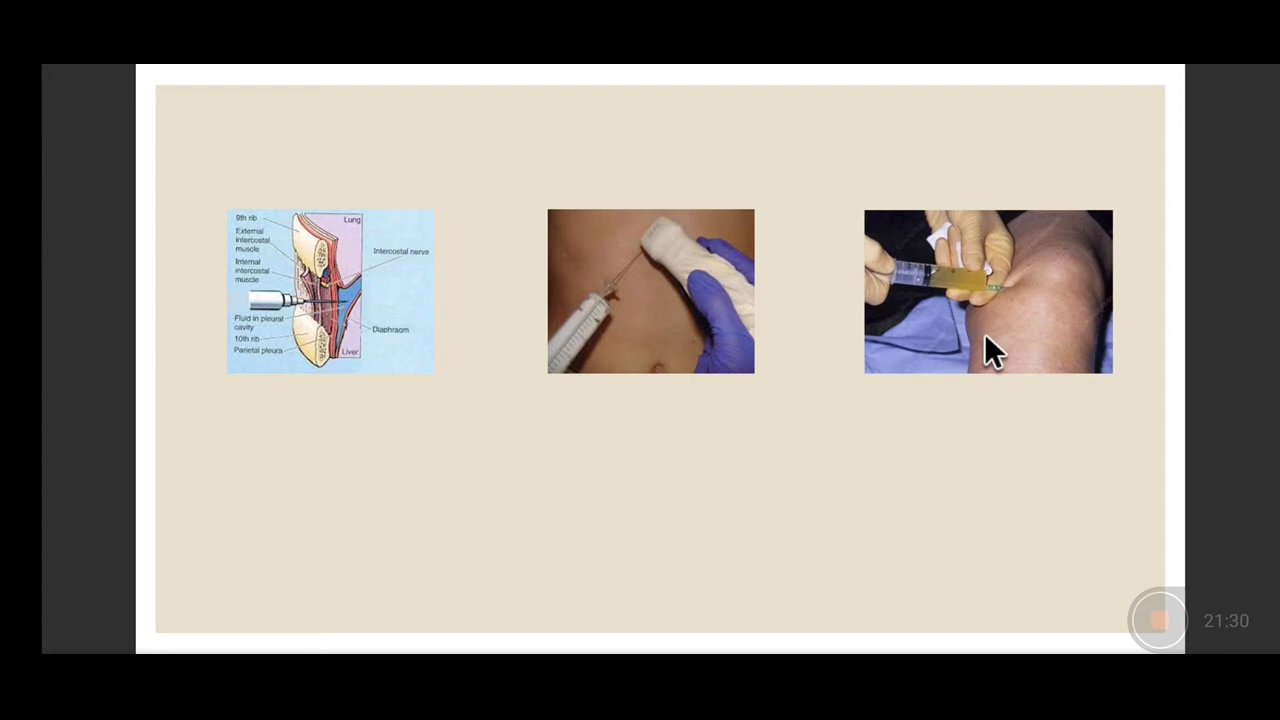 9th rib
External
intercostal
muscle
Internal
intercostal
muscle
Fluid in pleural
cavity
10th rib
Parietal pleura
Lung
Intercostal nerve
Diaphragm
Liver
21:30